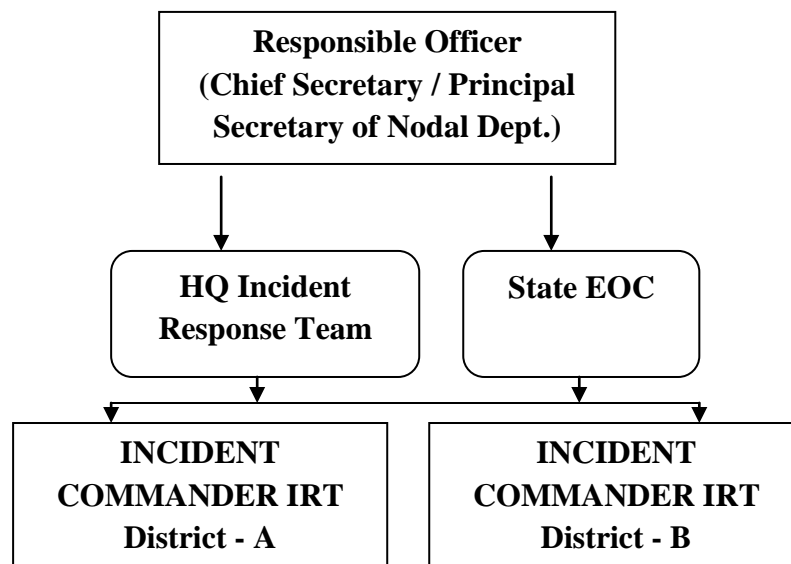 Responsible Officer
(Chief Secretary / Principal
Secretary of Nodal Dept.)
HQ Incident
Response Team
State EOC
INCIDENT
COMMANDER IRT
District - A
INCIDENT
COMMANDER IRT
District - B